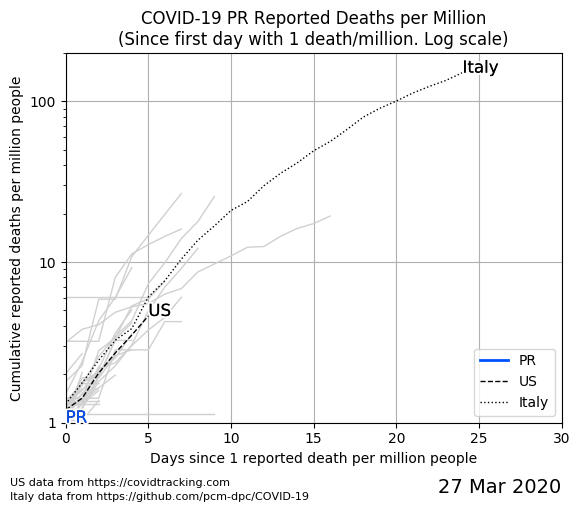 COVID-19 PR Reported Deaths per Million
(Since first day with 1 death/million. Log scale)
Cumulative reported deaths per million people
100
10
1
Italy
US
PR
PR
US
Italy
0 5 10 15 20 25 30
Days since 1 reported death per million people
US data from https://covidtracking.com
Italy data from https://github.com/pcm-dpc/COVID-19
27 Mar 2020